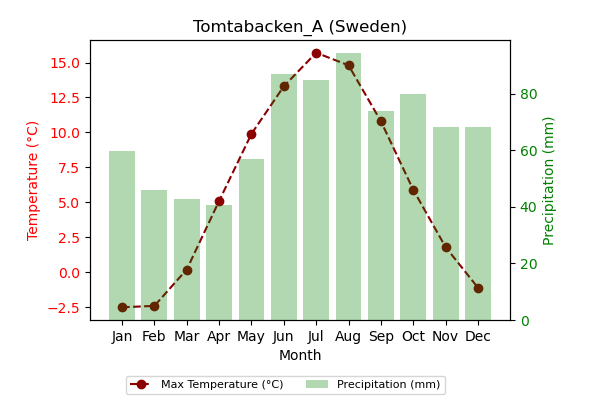 Tomtabacken_A (Sweden)
15.0
12.5
10.0
7.5
5.0
2.5
0.0
−2.5
Temperature (°C)
80
60
40
20
0
Precipitation (mm)
Jan Feb Mar Apr May Jun Jul Aug Sep Oct Nov Dec
Month
Max Temperature (°C) Precipitation (mm)